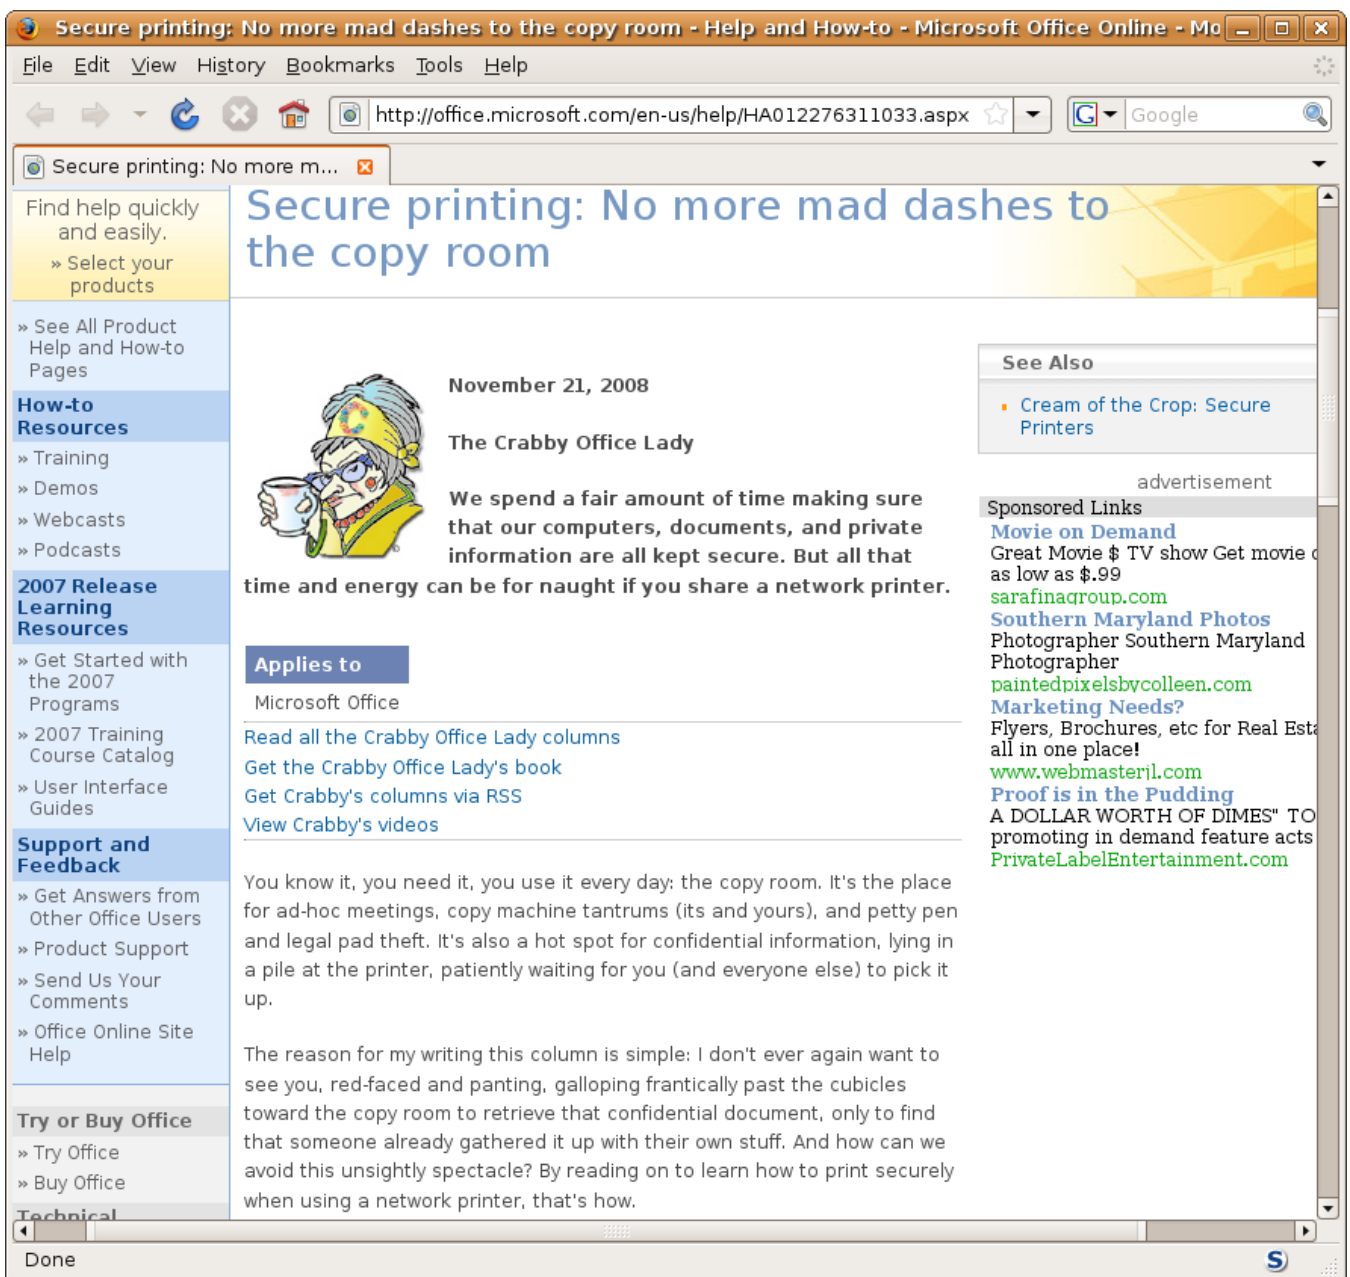 Secure printing: No more mad dashes to the copy room - Help and How-to - Microsoft Office Online - Mo
File Edit View History Bookmarks Tools Help
http://office.microsoft.com/en-us/help/HA012276311033.aspx
G
Google
Secure printing: No more m...
Find help quickly
and easily.
» Select your
products
» See All Product
Help and How-to
Pages
How-to
Resources
» Training
» Demos
» Webcasts
» Podcasts
2007 Release
Learning
Resources
» Get Started with
the 2007
Programs
» 2007 Training
Course Catalog
» User Interface
Guides
Support and
Feedback
» Get Answers from
Other Office Users
» Product Support
» Send Us Your
Comments
» Office Online Site
Help
Try or Buy Office
» Try Office
» Buy Office
Technical
Secure printing: No more mad dashes to
the copy room
C
November 21, 2008
The Crabby Office Lady
We spend a fair amount of time making sure
that our computers, documents, and private
information are all kept secure. But all that
time and energy can be for naught if you share a network printer.
Applies to
Microsoft Office
Read all the Crabby Office Lady columns
Get the Crabby Office Lady's book
Get Crabby's columns via RSS
View Crabby's videos
You know it, you need it, you use it every day: the copy room. It's the place
for ad-hoc meetings, copy machine tantrums (its and yours), and petty pen
and legal pad theft. It's also a hot spot for confidential information, lying in
a pile at the printer, patiently waiting for you (and everyone else) to pick it
up.
The reason for my writing this column is simple: I don't ever again want to
see you, red-faced and panting, galloping frantically past the cubicles
toward the copy room to retrieve that confidential document, only to find
that someone already gathered it up with their own stuff. And how can we
avoid this unsightly spectacle? By reading on to learn how to print securely
when using a network printer, that's how.
See Also
Cream of the Crop: Secure
Printers
advertisement
Sponsored Links
Movie on Demand
Great Movie $ TV show Get movie
as low as $.99
sarafinagroup.com
Southern Maryland Photos
Photographer Southern Maryland
Photographer
paintedpixelsbycolleen.com
Marketing Needs?
Flyers, Brochures, etc for Real Esta
all in one place!
www.webmasterjl.com
Proof is in the Pudding
A DOLLAR WORTH OF DIMES" TO
promoting in demand feature acts
PrivateLabelEntertainment.com
Done
S